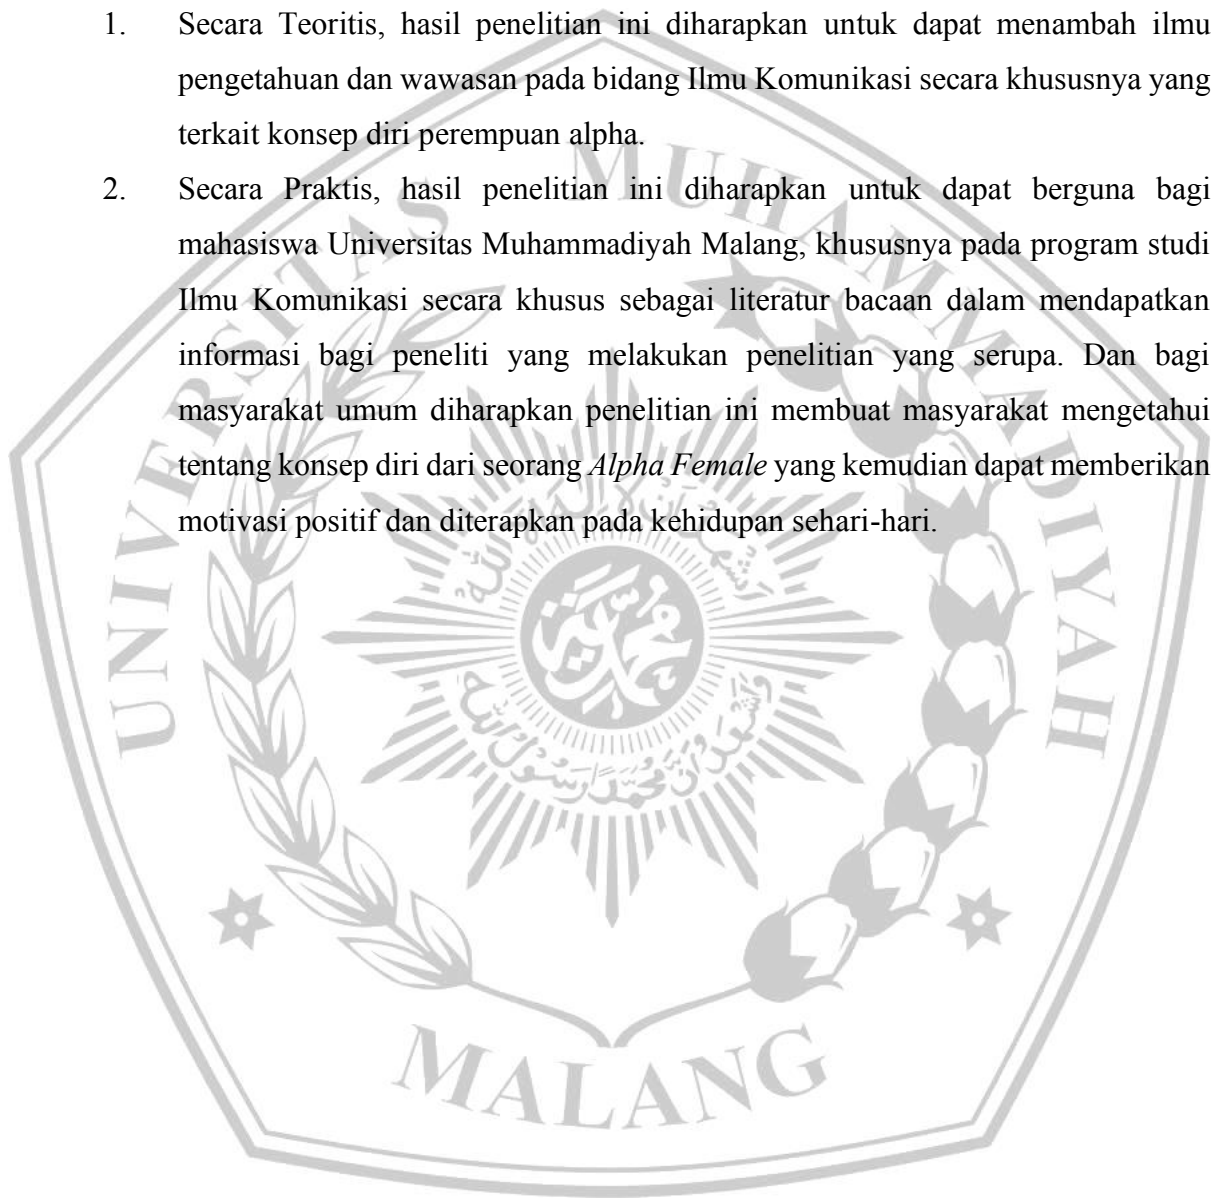 1. Secara Teoritis, hasil penelitian ini diharapkan untuk dapat menambah ilmu
pengetahuan dan wawasan pada bidang Ilmu Komunikasi secara khususnya yang
terkait konsep diri perempuan alpha.
2. Secara Praktis, hasil penelitian ini diharapkan untuk dapat berguna bagi
mahasiswa Universitas Muhammadiyah Malang, khususnya pada program studi
Ilmu Komunikasi secara khusus sebagai literatur bacaan dalam mendapatkan
informasi bagi peneliti yang melakukan penelitian yang serupa. Dan bagi
masyarakat umum diharapkan penelitian ini membuat masyarakat mengetahui
tentang konsep diri dari seorang Alpha Female yang kemudian dapat memberikan
motivasi positif dan diterapkan pada kehidupan sehari-hari.
UNIVERSITAS MUHAMMADIYAH
MALANG